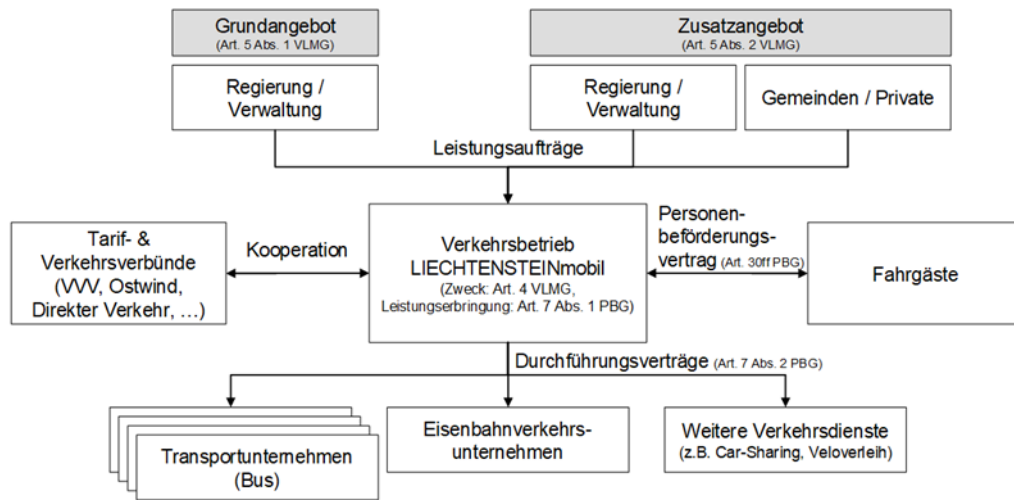 Grundangebot
(Art. 5 Abs. 1 VLMG)
Zusatzangebot
(Art. 5 Abs. 2 VLMG)
Regierung /
Verwaltung
Regierung /
Verwaltung
Gemeinden / Private
Leistungsaufträge
Tarif- &
Verkehrsverbünde
(VVV, Ostwind,
Direkter Verkehr, …)
Kooperation
Verkehrsbetrieb
LIECHTENSTEINmobil
(Zweck: Art. 4 VLMG,
Leistungserbringung: Art. 7 Abs. 1 PBG)
Personen-
beförderungs-
vertrag (Art. 30ff PBG)
Fahrgäste
Durchführungsverträge (Art. 7 Abs. 2 PBG)
Transportunternehmen
(Bus)
Eisenbahnverkehrs-
unternehmen
Weitere Verkehrsdienste
(z.B. Car-Sharing, Veloverleih)